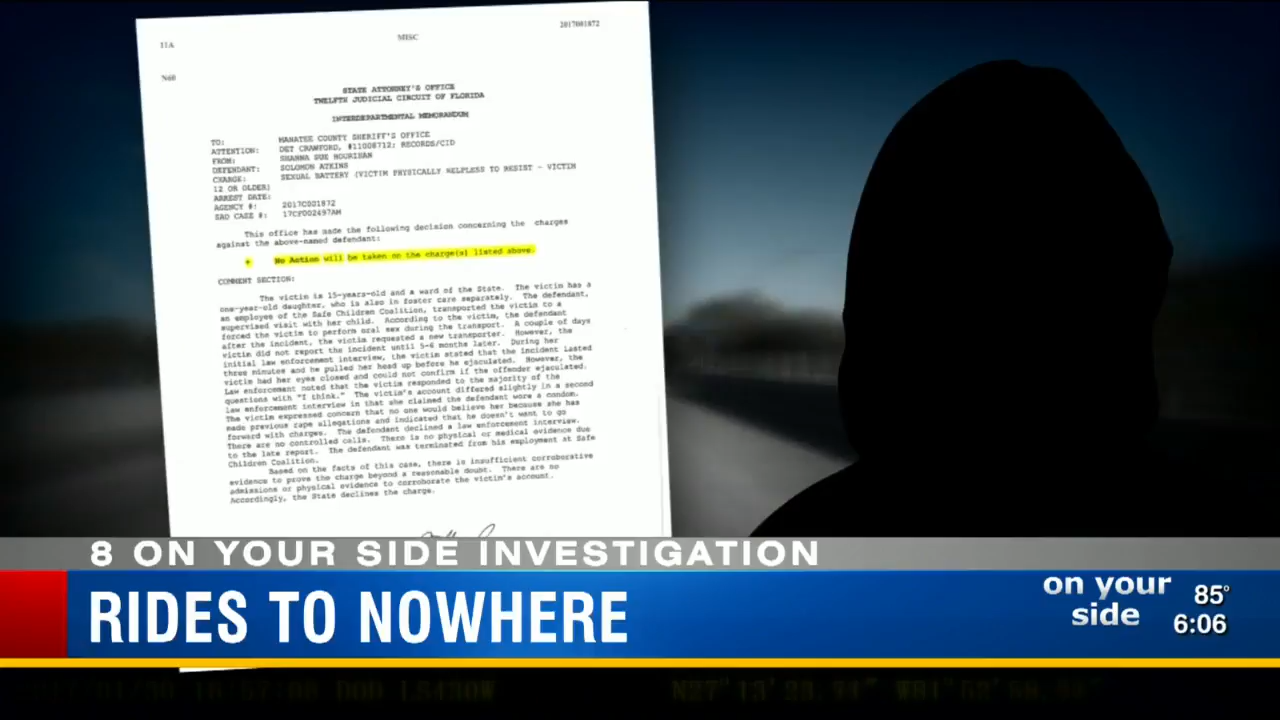 2017001872
11A
MISC
N60
STATE ATTORNEY'S OFFICE
TWELFTH JUDICIAL CIRCUIT OF FLORIDA
INTERDEPARTMENTAL MEMORANDUM
TO: MANATEE COUNTY SHERIFF'S OFFICE
ATTENTION: DET CRAWFORD, #11008712; RECORDS/CID
FROM: SHANNA SUE HOURIHAN
DEFENDANT: SOLOMON ATKINS
CHARGE: SEXUAL BATTERY (VICTIM PHYSICALLY HELPLESS TO RESIST - VICTIM
12 OR OLDER)
ARREST DATE:
AGENCY #: 2017C001872
SAO CASE #: 17CF002497AM
This office has made the following decision concerning the charges
against the above-named defendant:
* No Action will be taken on the charge(s) listed above.
COMMENT SECTION:
The victim is 15-years-old and a ward of the State. The victim has a
one-year-old daughter, who is also in foster care separately. The defendant,
an employee of the Safe Children Coalition, transported the victim to a
supervised visit with her child. According to the victim, the defendant
forced the victim to perform oral sex during the transport. A couple of days
after the incident, the victim requested a new transporter. However, the
victim did not report the incident until 5-6 months later. During her
initial law enforcement interview, the victim stated that the incident lasted
three minutes and he pulled her head up before he ejaculated. However, the
victim had her eyes closed and could not confirm if the offender ejaculated.
Law enforcement noted that the victim responded to the majority of the
questions with "I think." The victim's account differed slightly in a second
law enforcement interview in that she claimed the defendant wore a condom.
The victim expressed concern that no one would believe her because she has
made previous rape allegations and indicated that he doesn't want to go
forward with charges. The defendant declined a law enforcement interview.
There are no controlled calls. There is no physical or medical evidence due
to the late report. The defendant was terminated from his employment at Safe
Children Coalition.
Based on the facts of this case, there is insufficient corroborative
evidence to prove the charge beyond a reasonable doubt. There are no
admissions or physical evidence to corroborate the victim's account.
Accordingly, the State declines the charge.
8 ON YOUR SIDE INVESTIGATION
RIDES TO NOWHERE
on your
side
85°
6:06